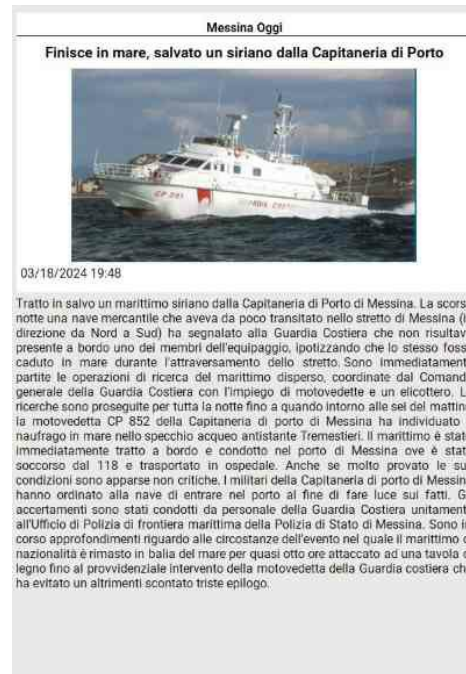 Messina Oggi
Finisce in mare, salvato un siriano dalla Capitaneria di Porto
GUARDIA COSTIERA
03/18/2024 19:48
Tratto in salvo un marittimo siriano dalla Capitaneria di Porto di Messina. La scors
notte una nave mercantile che aveva da poco transitato nello stretto di Messina (i
direzione da Nord a Sud) ha segnalato alla Guardia Costiera che non risultav
presente a bordo uno dei membri dell'equipaggio, ipotizzando che lo stesso foss
caduto in mare durante l'attraversamento dello stretto. Sono immediatament
partite le operazioni di ricerca del marittimo disperso, coordinate dal Comand
generale della Guardia Costiera con l'impiego di motovedette e un elicottero. L
ricerche sono proseguite per tutta la notte fino a quando intorno alle sei del mattin
la motovedetta CP 852 della Capitaneria di porto di Messina ha individuato
naufrago in mare nello specchio acqueo antistante Tremestieri. Il marittimo è stat
immediatamente tratto a bordo e condotto nel porto di Messina ove è stat
soccorso dal 118 e trasportato in ospedale. Anche se molto provato le su
condizioni sono apparse non critiche. I militari della Capitaneria di porto di Messin
hanno ordinato alla nave di entrare nel porto al fine di fare luce sui fatti. G
accertamenti sono stati condotti da personale della Guardia Costiera unitament
all'Ufficio di Polizia di frontiera marittima della Polizia di Stato di Messina. Sono i
corso approfondimenti riguardo alle circostanze dell'evento nel quale il marittimo d
nazionalità è rimasto in balia del mare per quasi otto ore attaccato ad una tavola d
legno fino al provvidenziale intervento della motovedetta della Guardia costiera ch
ha evitato un altrimenti scontato triste epilogo.